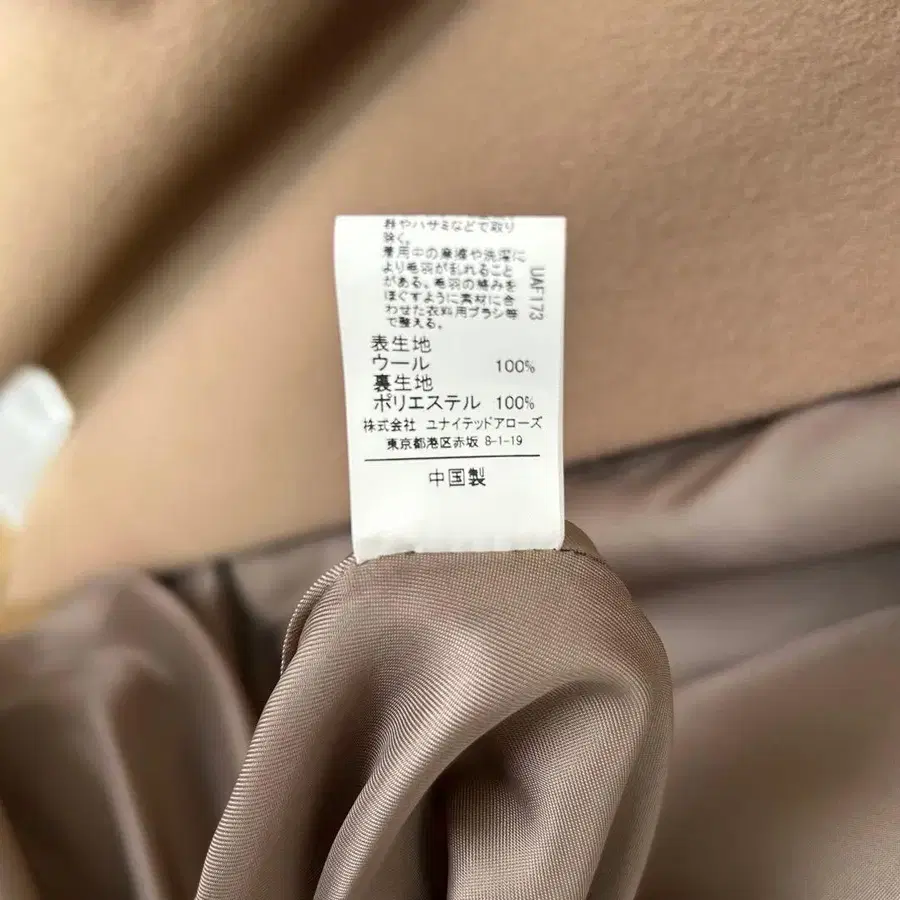 器やハサミなどで取り
除く。
着用中の摩擦や洗濯に
より毛羽が乱れること
がある。毛羽の絡みを
ほぐすように素材に合
わせた衣料用ブラシ等
で整える。
UAF173
表生地
ウール 100%
裏生地
ポリエステル 100%
株式会社 ユナイテッドアローズ
東京都港区赤坂 8-1-19
中国製